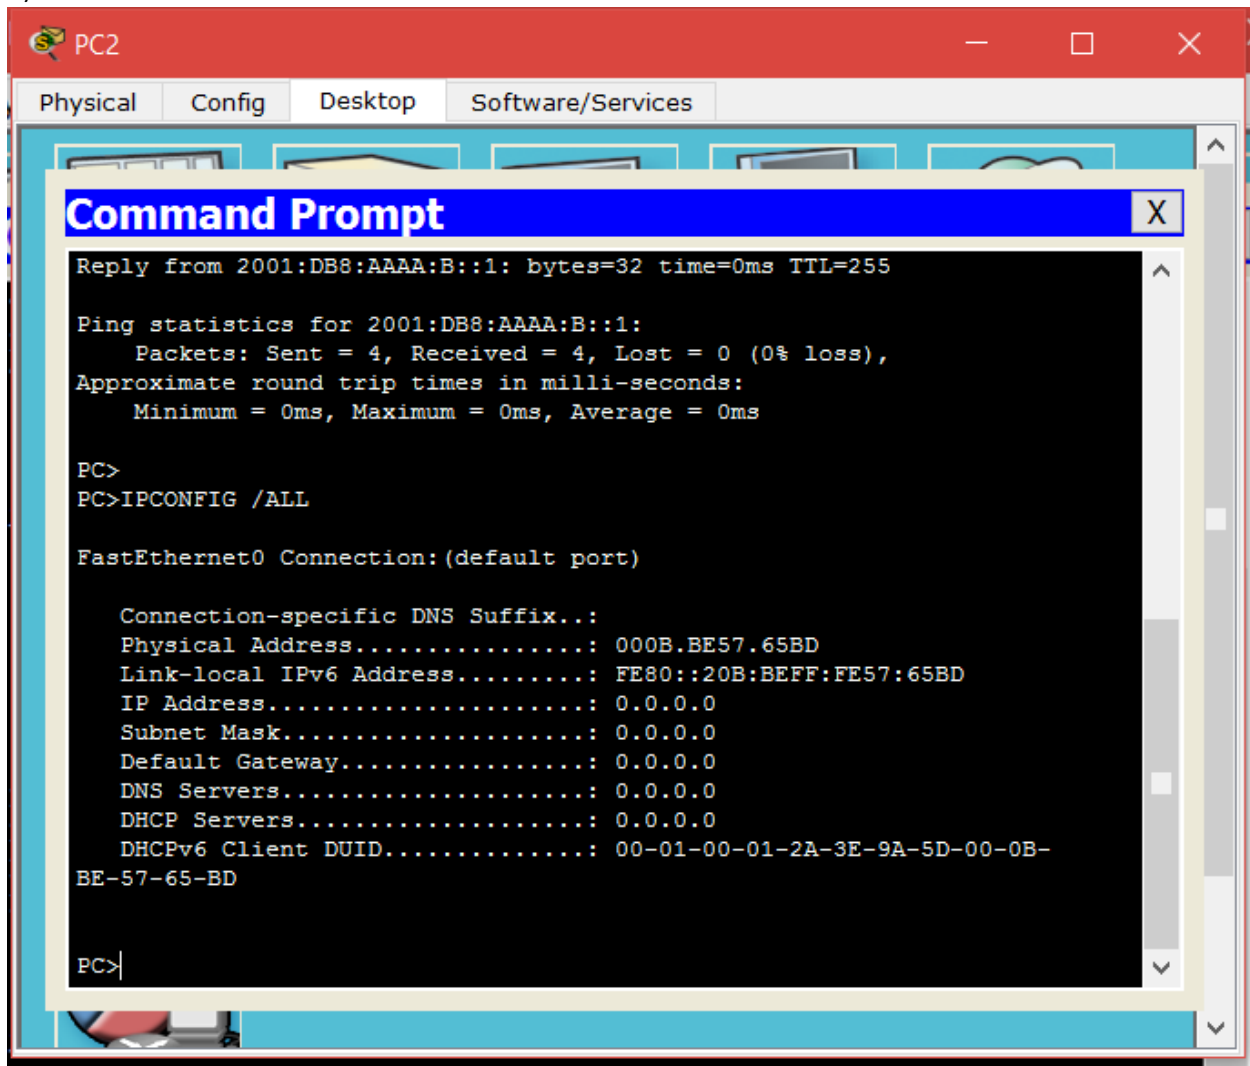 PC2
Physical Config Desktop Software/Services
Command Prompt X
Reply from 2001:DB8:AAAA:B::1: bytes=32 time=0ms TTL=255
Ping statistics for 2001:DB8:AAAA:B::1:
Packets: Sent = 4, Received = 4, Lost = 0 (0% loss),
Approximate round trip times in milli-seconds:
Minimum = 0ms, Maximum = 0ms, Average = 0ms
PC>
PC>IPCONFIG /ALL
FastEthernet0 Connection:(default port)
Connection-specific DNS Suffix..:
Physical Address................: 000B.BE57.65BD
Link-local IPv6 Address.........: FE80::20B:BEFF:FE57:65BD
IP Address......................: 0.0.0.0
Subnet Mask.....................: 0.0.0.0
Default Gateway.................: 0.0.0.0
DNS Servers.....................: 0.0.0.0
DHCP Servers....................: 0.0.0.0
DHCPv6 Client DUID..............: 00-01-00-01-2A-3E-9A-5D-00-0B-
BE-57-65-BD
PC>